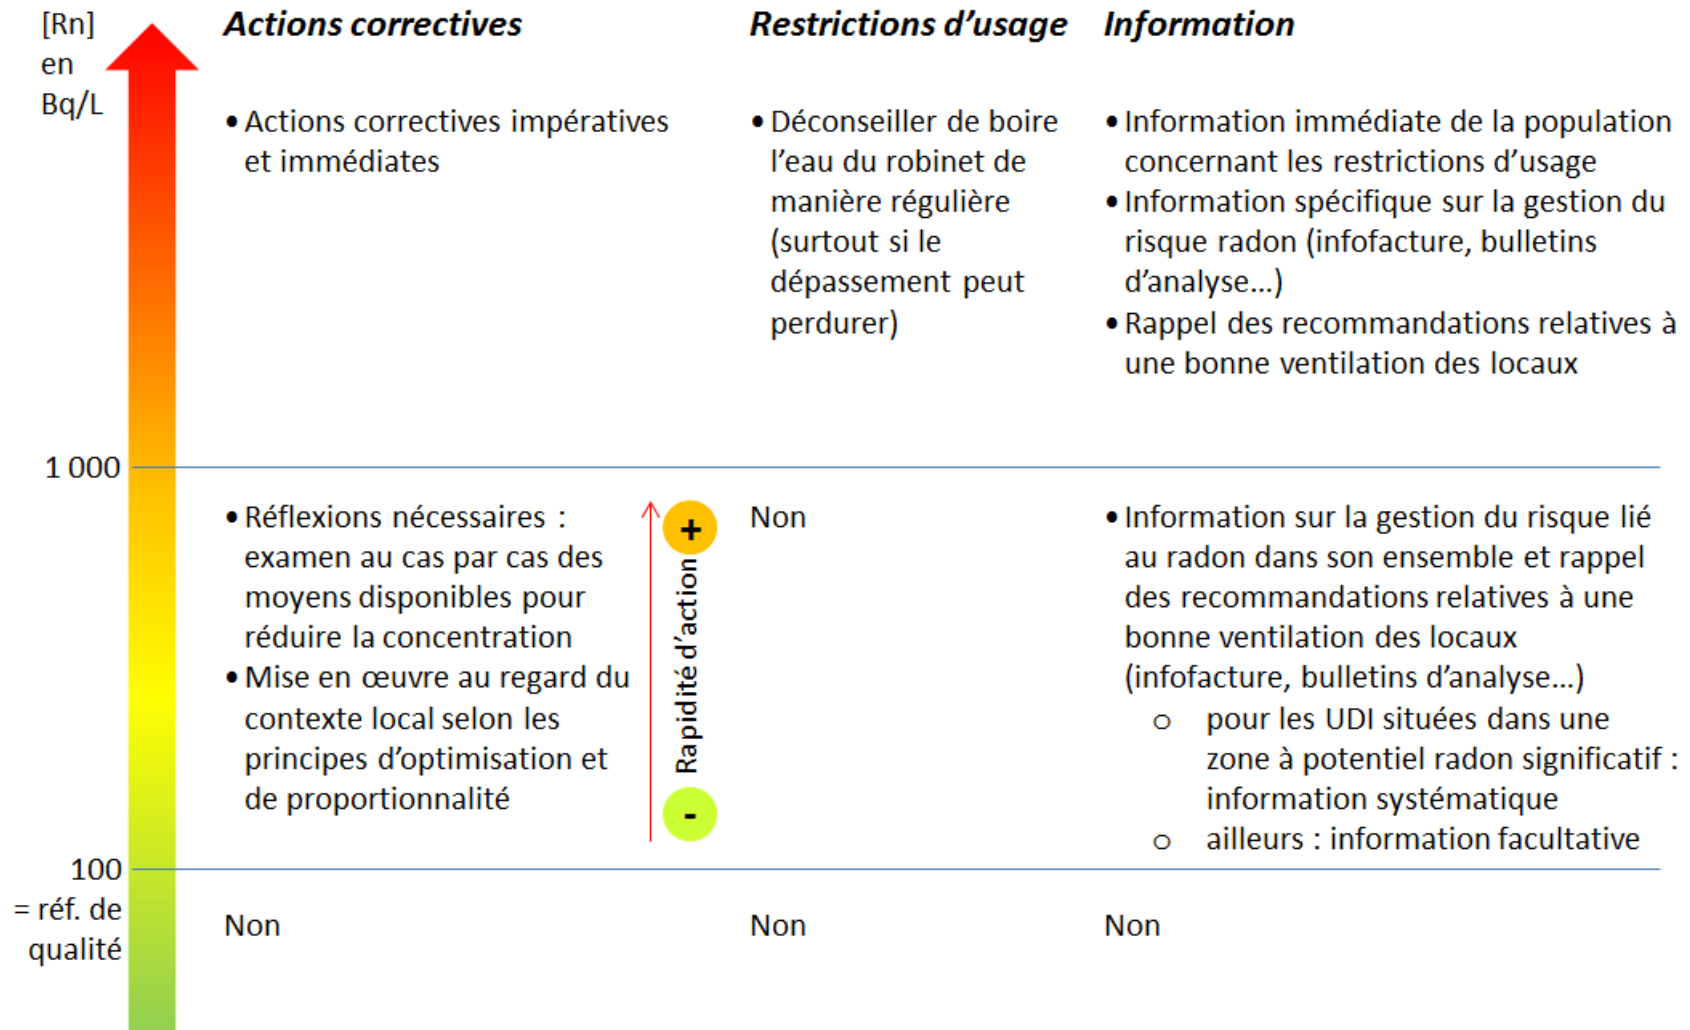 [Rn]
en
Bq/L
Actions correctives
Restrictions d’usage
Information
• Actions correctives impératives
et immédiates
• Déconseiller de boire
l’eau du robinet de
manière régulière
(surtout si le
dépassement peut
perdurer)
• Information immédiate de la population
concernant les restrictions d’usage
• Information spécifique sur la gestion du
risque radon (infofacture, bulletins
d’analyse…)
• Rappel des recommandations relatives à
une bonne ventilation des locaux
1 000
• Réflexions nécessaires :
examen au cas par cas des
moyens disponibles pour
réduire la concentration
• Mise en œuvre au regard du
contexte local selon les
principes d’optimisation et
de proportionnalité
+
Rapidité d’action
-
Non
• Information sur la gestion du risque lié
au radon dans son ensemble et rappel
des recommandations relatives à une
bonne ventilation des locaux
(infofacture, bulletins d’analyse…)
o pour les UDI situées dans une
zone à potentiel radon significatif :
information systématique
o ailleurs : information facultative
100
= réf. de
qualité
Non
Non
Non